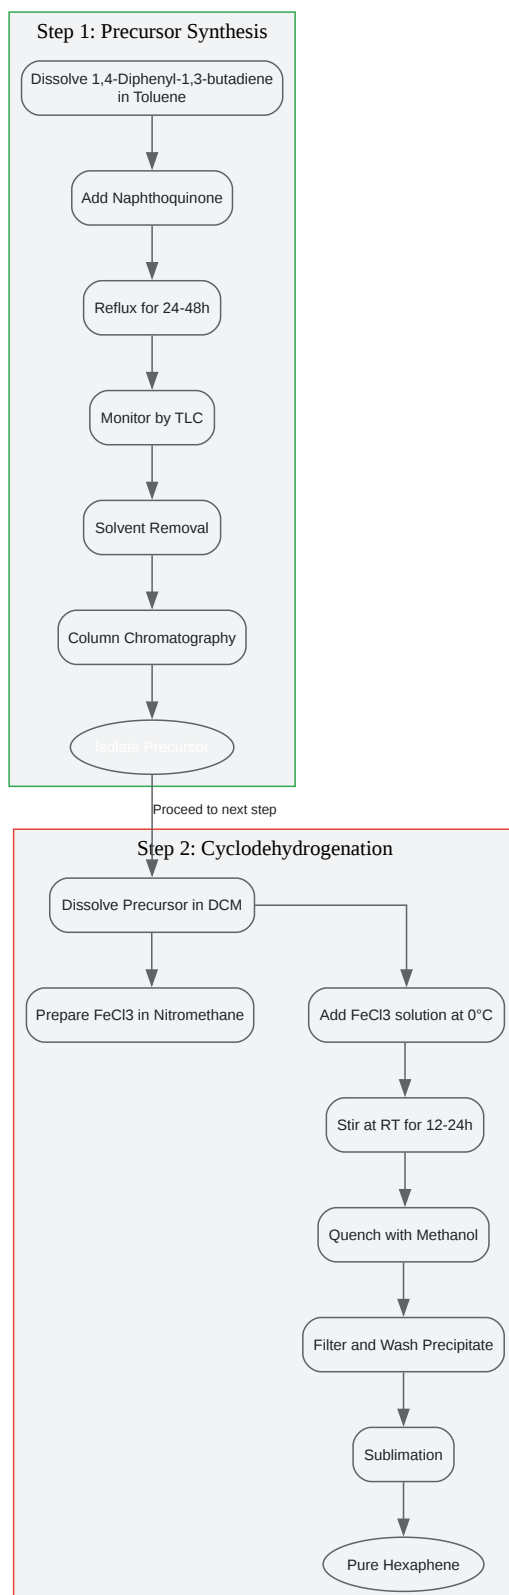 Step 1: Precursor Synthesis
Dissolve 1,4-Diphenyl-1,3-butadiene
in Toluene
Add Naphthoquinone
Reflux for 24-48h
Monitor by TLC
Solvent Removal
Column Chromatography
Isolate Precursor
Proceed to next step
Step 2: Cyclodehydrogenation
Dissolve Precursor in DCM
Prepare FeCl3 in Nitromethane
Add FeCl3 solution at 0°C
Stir at RT for 12-24h
Quench with Methanol
Filter and Wash Precipitate
Sublimation
Pure Hexaphene